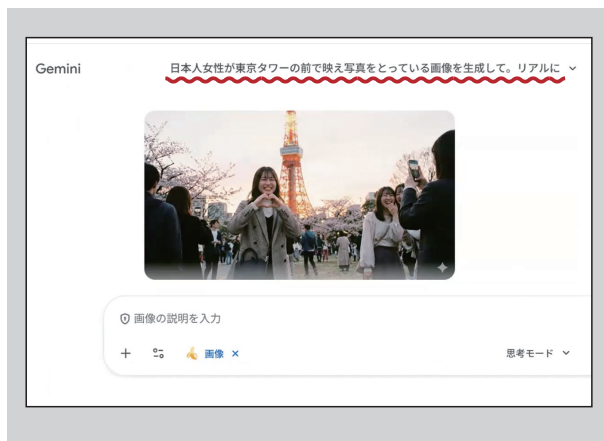 Gemini
日本人女性が東京タワーの前で映え写真をとっている画像を生成して。リアルに
画像の説明を入力
画像
思考モード